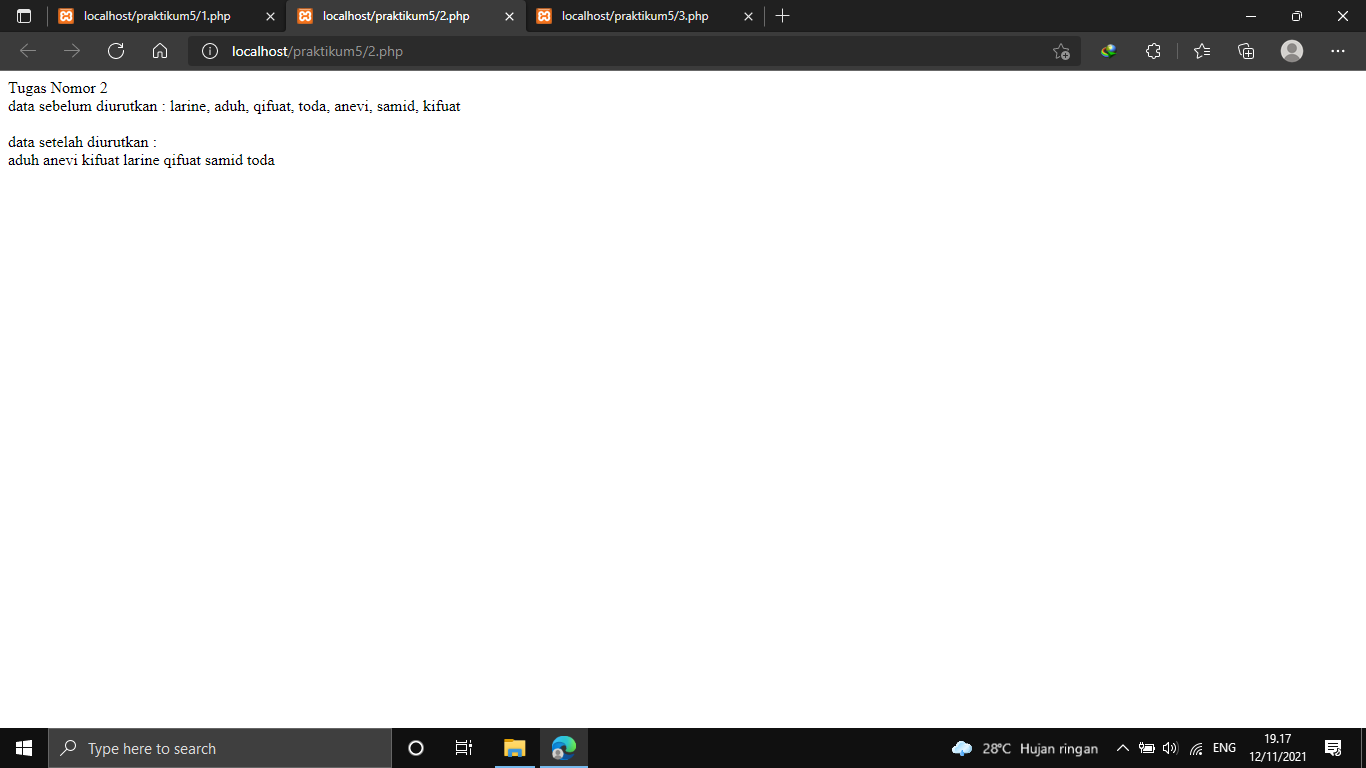 localhost/praktikum5/1.php
localhost/praktikum5/2.php
localhost/praktikum5/3.php
localhost/praktikum5/2.php
Tugas Nomor 2
data sebelum diurutkan : larine, aduh, qifuat, toda, anevi, samid, kifuat
data setelah diurutkan :
aduh anevi kifuat larine qifuat samid toda
Type here to search
28°C Hujan ringan
ENG
19.17
12/11/2021